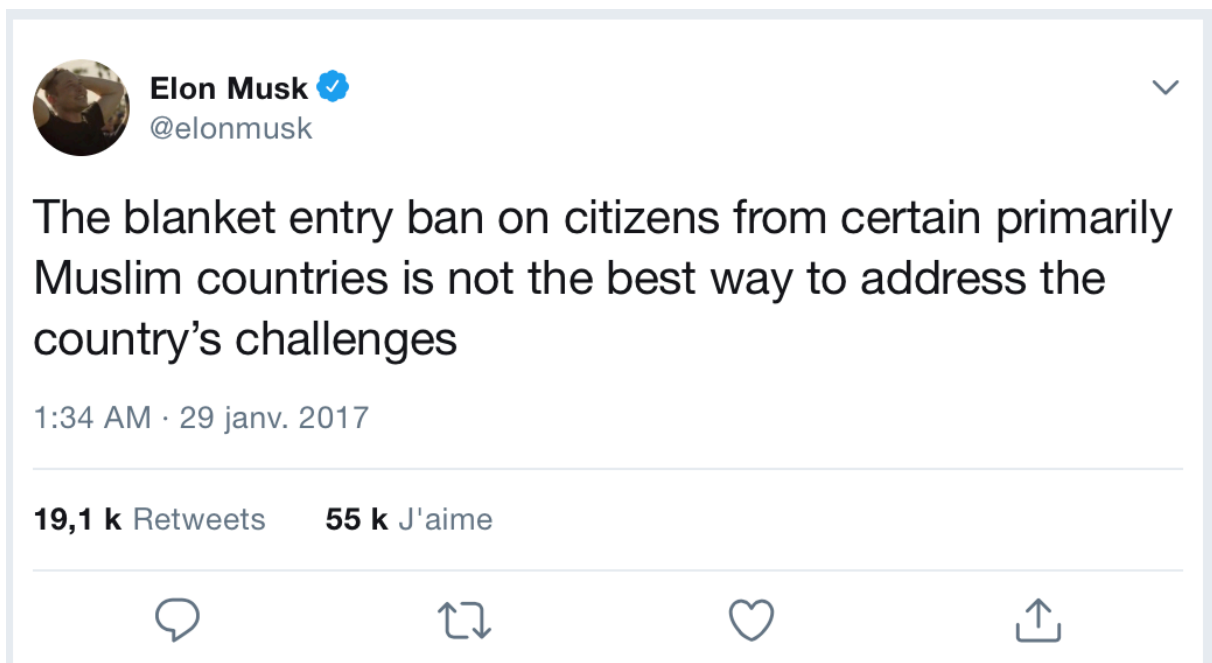 Elon Musk
@elonmusk
The blanket entry ban on citizens from certain primarily
Muslim countries is not the best way to address the
country’s challenges
1:34 AM · 29 janv. 2017
19,1 k Retweets 55 k J'aime